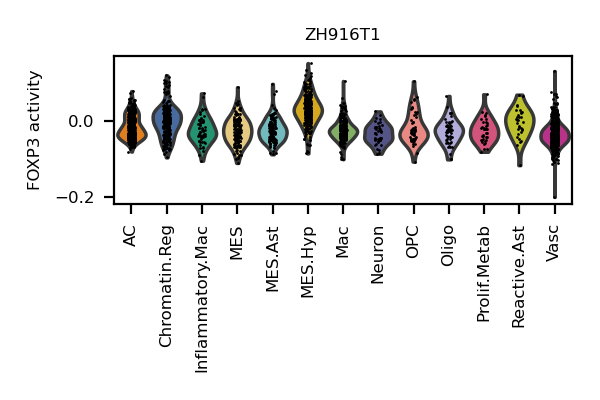 ZH916T1
FOXP3 activity
0.0
−0.2
AC
Chromatin.Reg
Inflammatory.Mac
MES
MES.Ast
MES.Hyp
Mac
Neuron
OPC
Oligo
Prolif.Metab
Reactive.Ast
Vasc